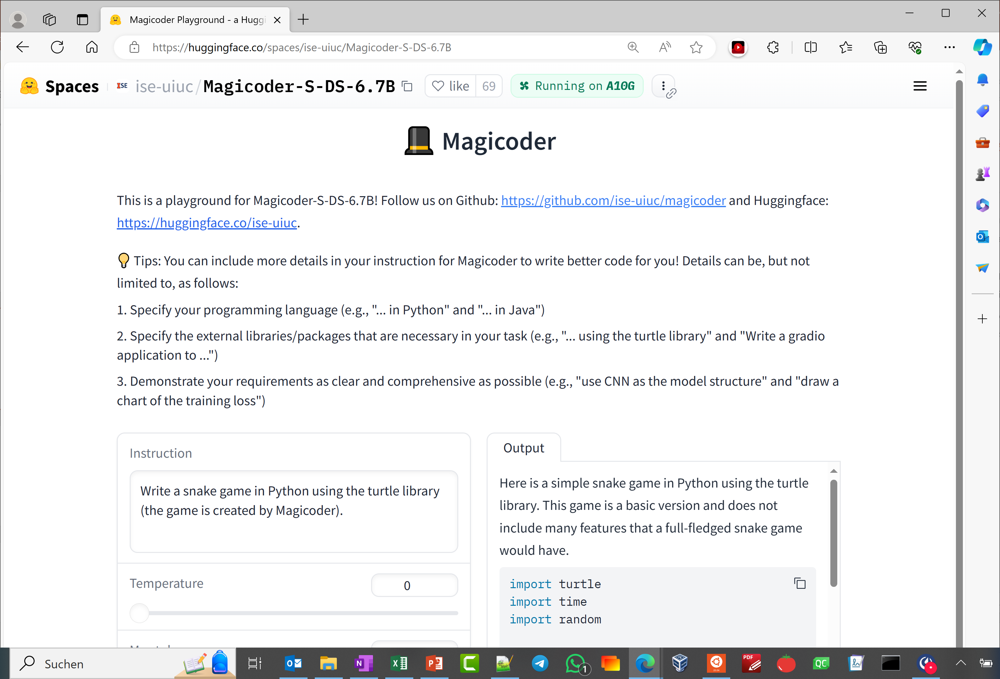 Magicoder Playground - a Huggi
https://huggingface.co/spaces/ise-uiuc/Magicoder-S-DS-6.7B
Spaces ISE ise-uiuc/Magicoder-S-DS-6.7B like 69 Running on A10G
Magicoder
This is a playground for Magicoder-S-DS-6.7B! Follow us on Github: https://github.com/ise-uiuc/magicoder and Huggingface:
https://huggingface.co/ise-uiuc.
Tips: You can include more details in your instruction for Magicoder to write better code for you! Details can be, but not
limited to, as follows:
1. Specify your programming language (e.g., "... in Python" and "... in Java")
2. Specify the external libraries/packages that are necessary in your task (e.g., "... using the turtle library" and "Write a gradio
application to ...")
3. Demonstrate your requirements as clear and comprehensive as possible (e.g., "use CNN as the model structure" and "draw a
chart of the training loss")
Instruction
Write a snake game in Python using the turtle library
(the game is created by Magicoder).
Temperature 0
Output
Here is a simple snake game in Python using the turtle
library. This game is a basic version and does not
include many features that a full-fledged snake game
would have.
import turtle
import time
import random
Suchen
1
PDF
QC
20.04